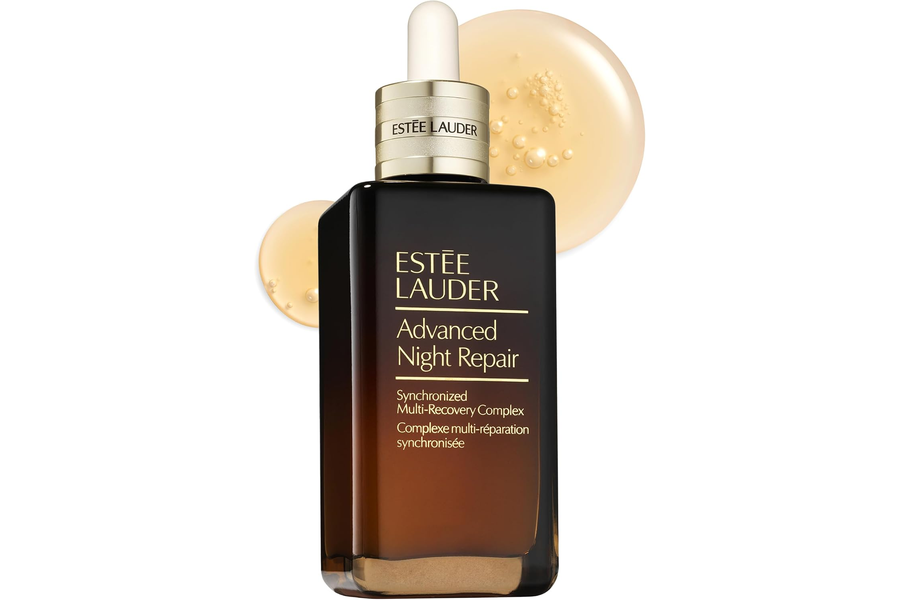 ESTĒE LAUDER
ESTĒE
LAUDER
Advanced
Night Repair
Synchronized
Multi-Recovery Complex
Complexe multi-réparation
synchronisée